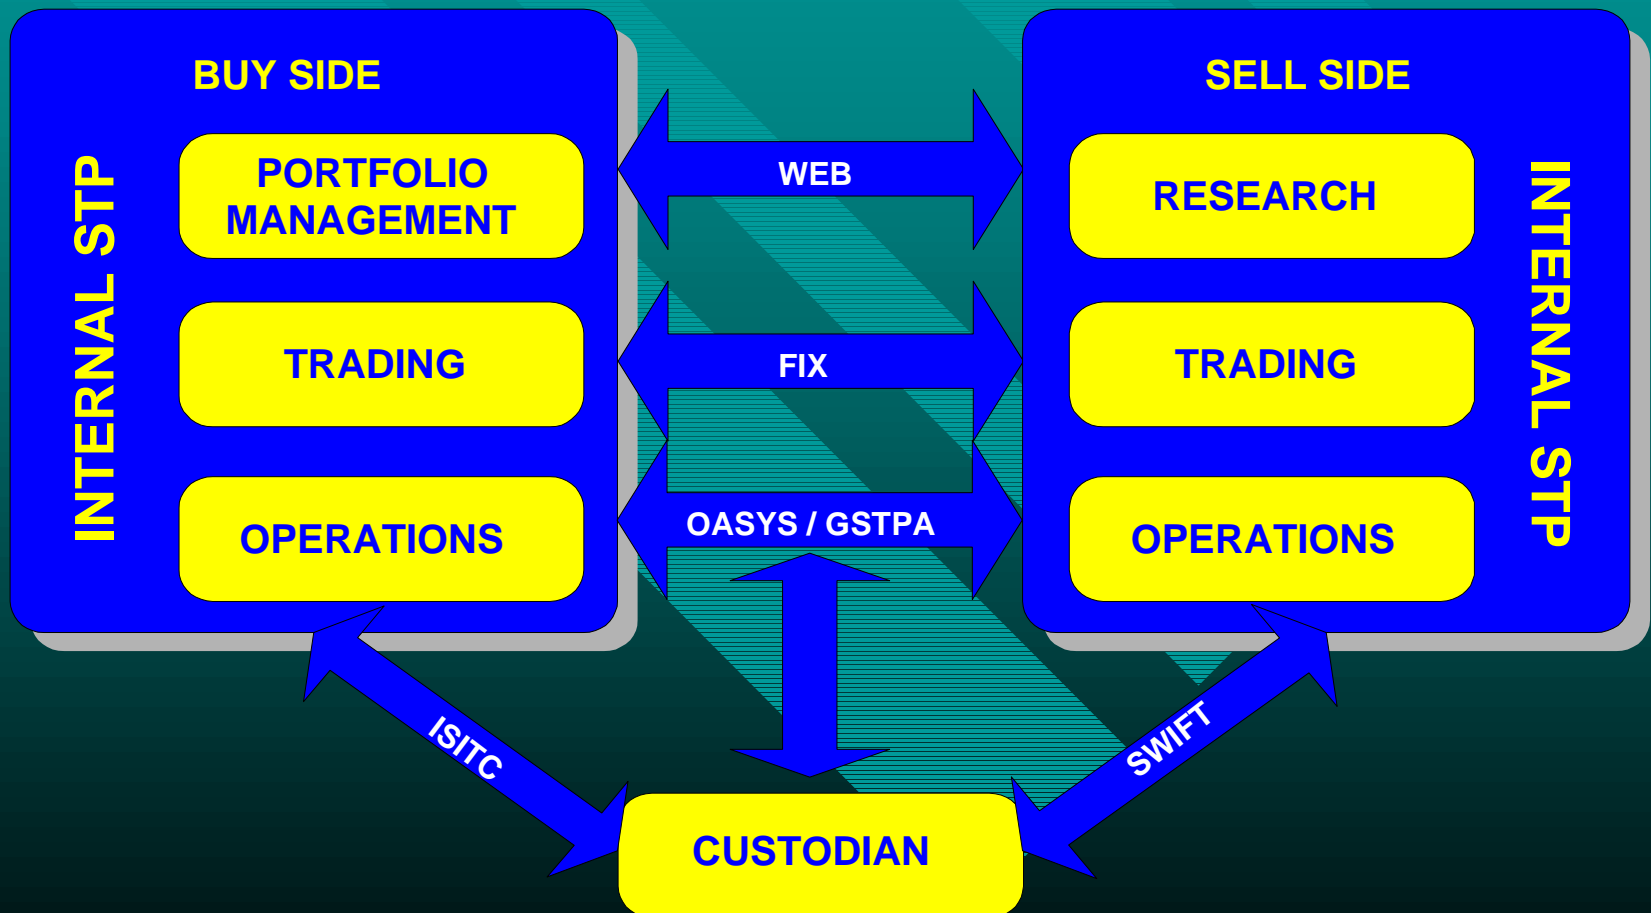 BUY SIDE
INTERNAL STP
PORTFOLIO
MANAGEMENT
TRADING
OPERATIONS
WEB
FIX
OASYS / GSTPA
SELL SIDE
RESEARCH
TRADING
OPERATIONS
INTERNAL STP
ISITC
SWIFT
CUSTODIAN